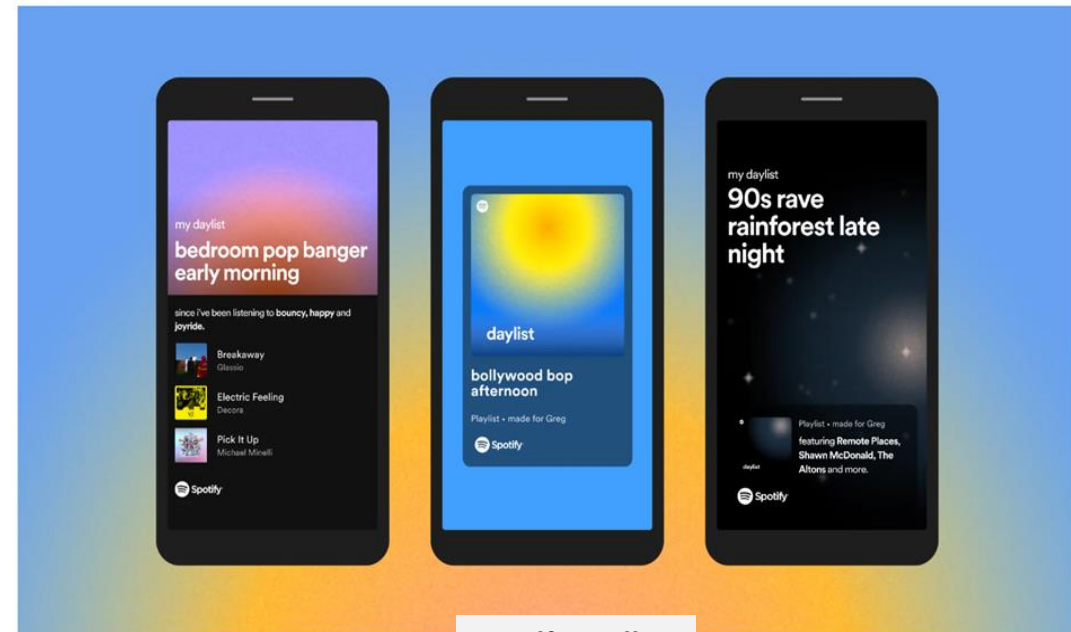 my daylist
bedroom pop banger
early morning
since i've been listening to bouncy, happy and
joyride.
Breakaway
Glassio
Electric Feeling
Decora
Pick It Up
Michael Minelli
Spotify
daylist
bollywood bop
afternoon
Playlist • made for Greg
Spotify
my daylist
90s rave
rainforest late
night
Playlist • made for Greg
featuring Remote Places,
Shawn McDonald, The
Altons and more.
daylist
Spotify